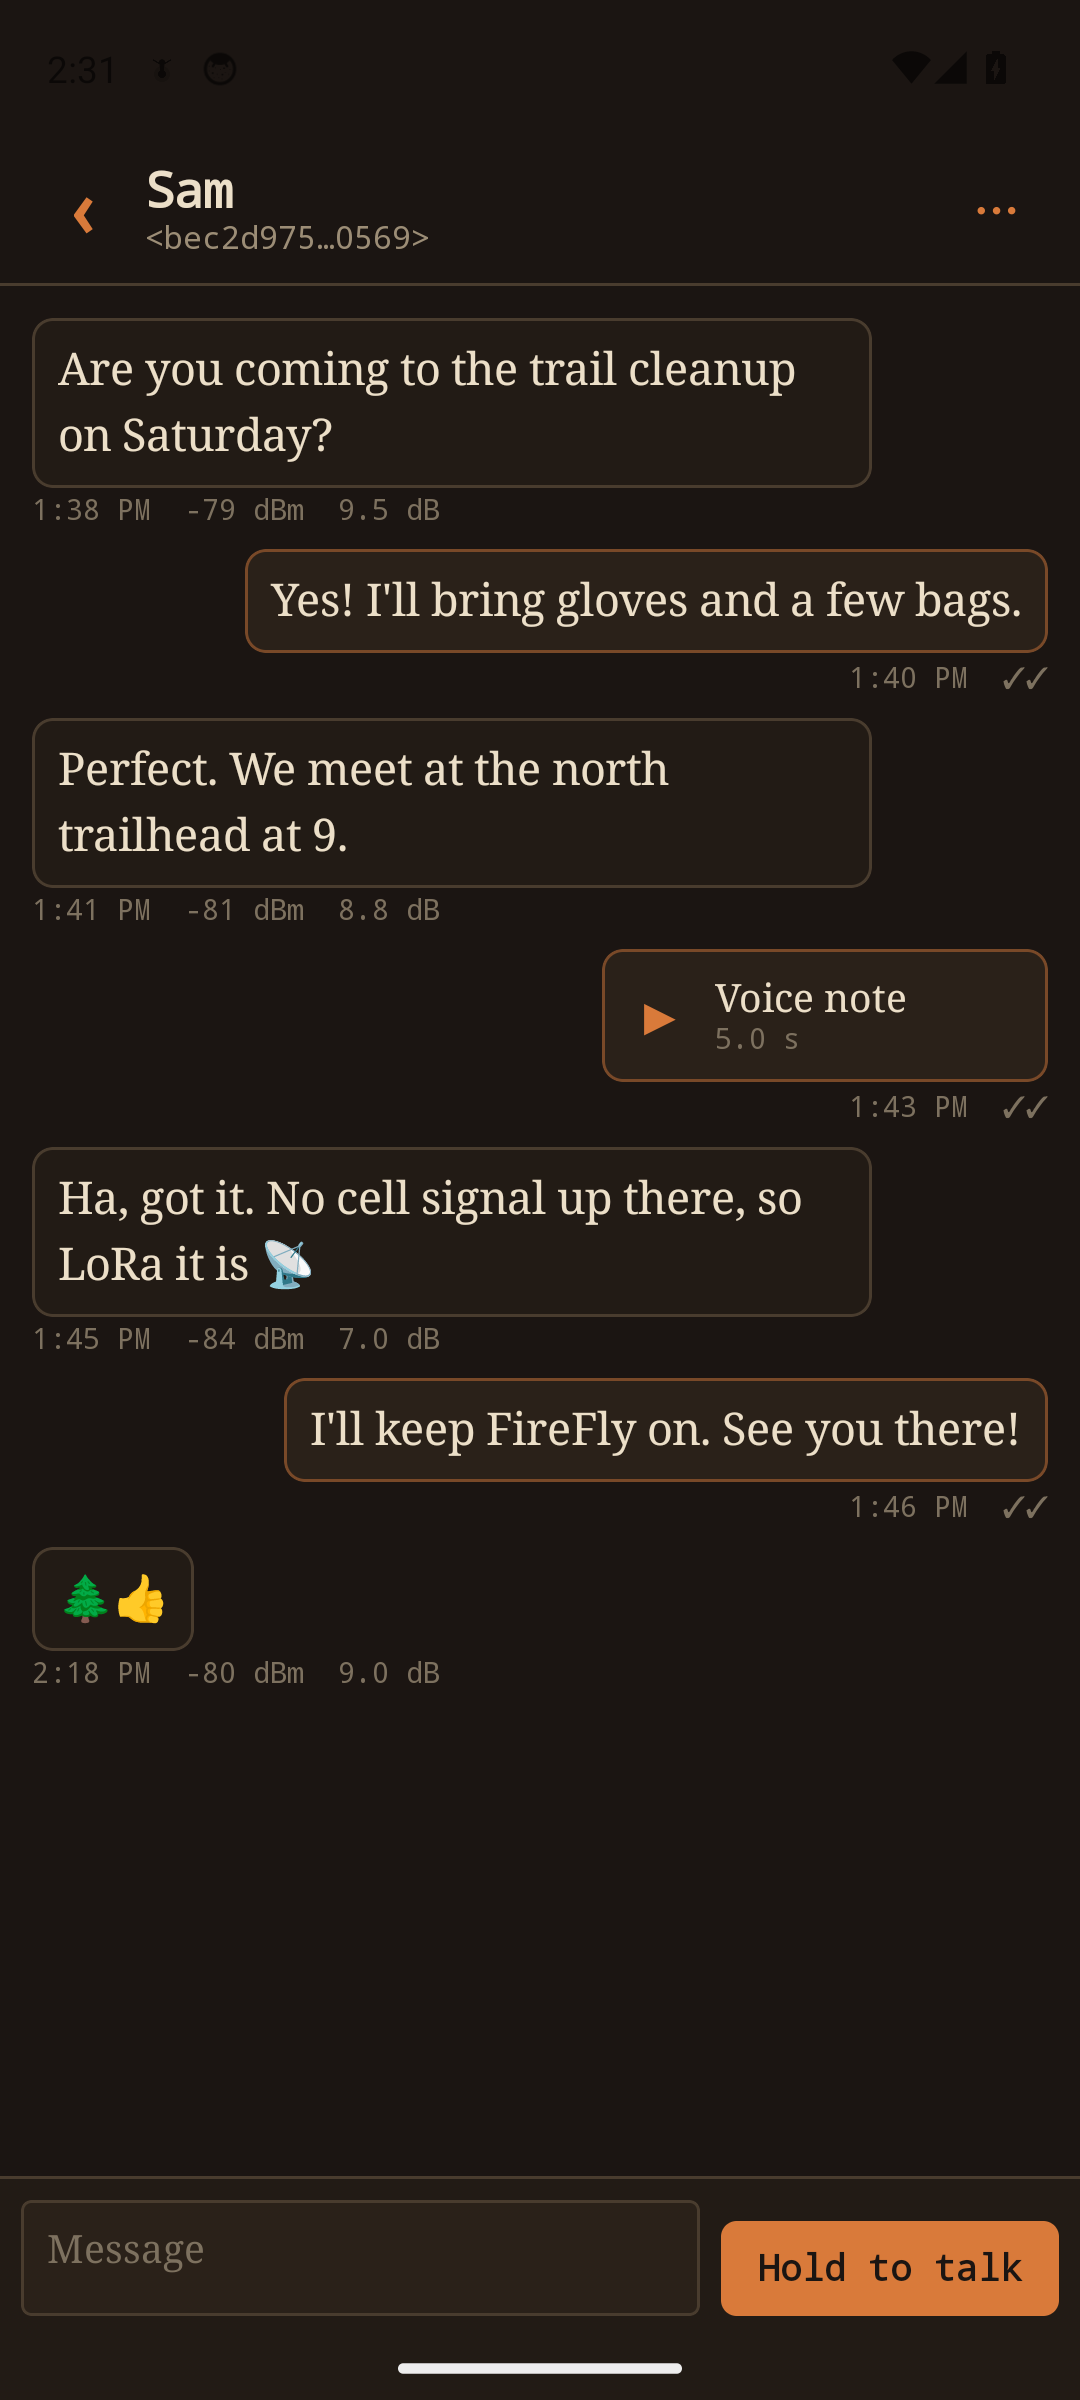 2:31
Sam
<bec2d975…0569>
Are you coming to the trail cleanup
on Saturday?
1:38 PM -79 dBm 9.5 dB
Yes! I'll bring gloves and a few bags.
1:40 PM ✓✓
Perfect. We meet at the north
trailhead at 9.
1:41 PM -81 dBm 8.8 dB
Voice note
5.0 s
1:43 PM ✓✓
Ha, got it. No cell signal up there, so
LoRa it is 📡
1:45 PM -84 dBm 7.0 dB
I'll keep FireFly on. See you there!
1:46 PM ✓✓
🌲👍
2:18 PM -80 dBm 9.0 dB
Message
Hold to talk